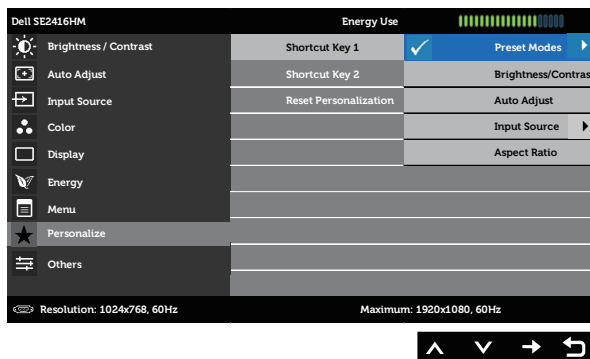 Dell SE2416HM Energy Use
Brightness / Contrast Shortcut Key 1 Preset Modes
Auto Adjust Shortcut Key 2 Brightness/Contras
Input Source Reset Personalization Auto Adjust
Color Input Source
Display Aspect Ratio
Energy
Menu
Personalize
Others
Resolution: 1024x768, 60Hz Maximum: 1920x1080, 60Hz